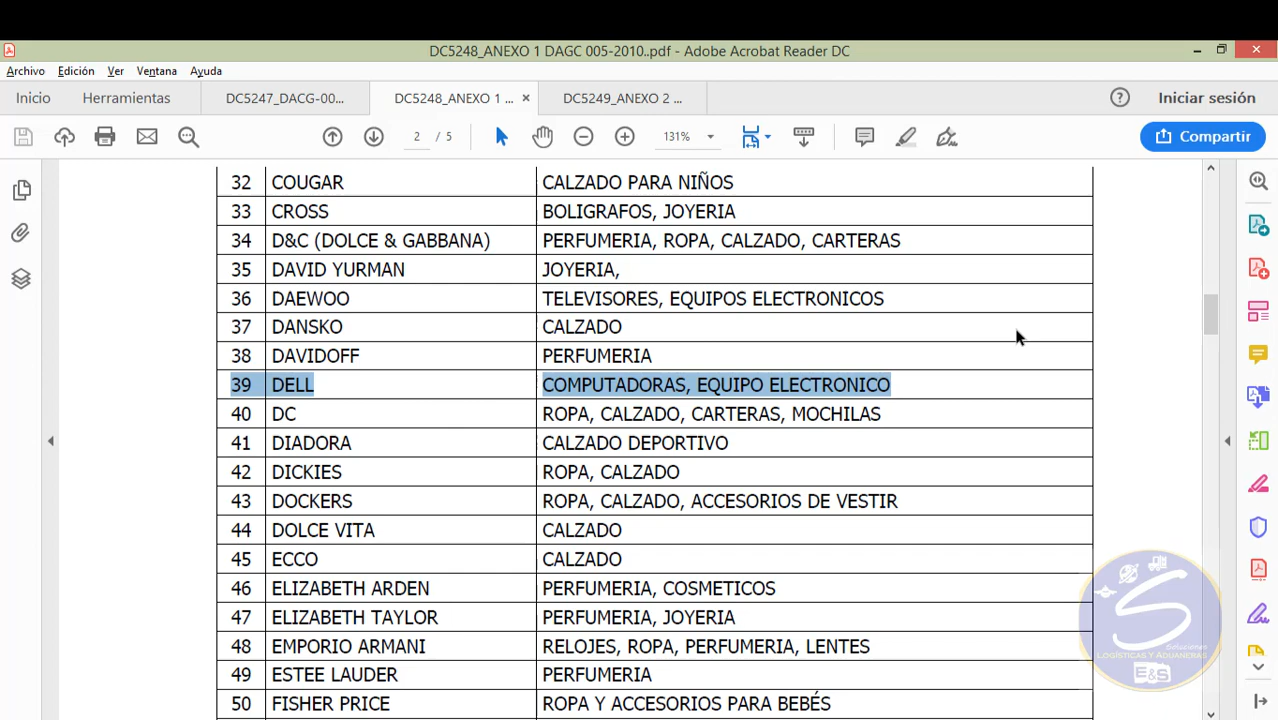 DC5248_ANEXO 1 DAGC 005-2010..pdf - Adobe Acrobat Reader DC
Archivo Edición Ver Ventana Ayuda
Inicio Herramientas DC5247_DACG-00... DC5248_ANEXO 1 ... × DC5249_ANEXO 2 ... Iniciar sesión
2 / 5 131% Compartir
32 COUGAR CALZADO PARA NIÑOS
33 CROSS BOLIGRAFOS, JOYERIA
34 D&C (DOLCE & GABBANA) PERFUMERIA, ROPA, CALZADO, CARTERAS
35 DAVID YURMAN JOYERIA,
36 DAEWOO TELEVISORES, EQUIPOS ELECTRONICOS
37 DANSKO CALZADO
38 DAVIDOFF PERFUMERIA
39 DELL COMPUTADORAS, EQUIPO ELECTRONICO
40 DC ROPA, CALZADO, CARTERAS, MOCHILAS
41 DIADORA CALZADO DEPORTIVO
42 DICKIES ROPA, CALZADO
43 DOCKERS ROPA, CALZADO, ACCESORIOS DE VESTIR
44 DOLCE VITA CALZADO
45 ECCO CALZADO
46 ELIZABETH ARDEN PERFUMERIA, COSMETICOS
47 ELIZABETH TAYLOR PERFUMERIA, JOYERIA
48 EMPORIO ARMANI RELOJES, ROPA, PERFUMERIA, LENTES
49 ESTEE LAUDER PERFUMERIA
50 FISHER PRICE ROPA Y ACCESORIOS PARA BEBÉS
S
Soluciones
LOGÍSTICAS Y ADUANERAS
E&S